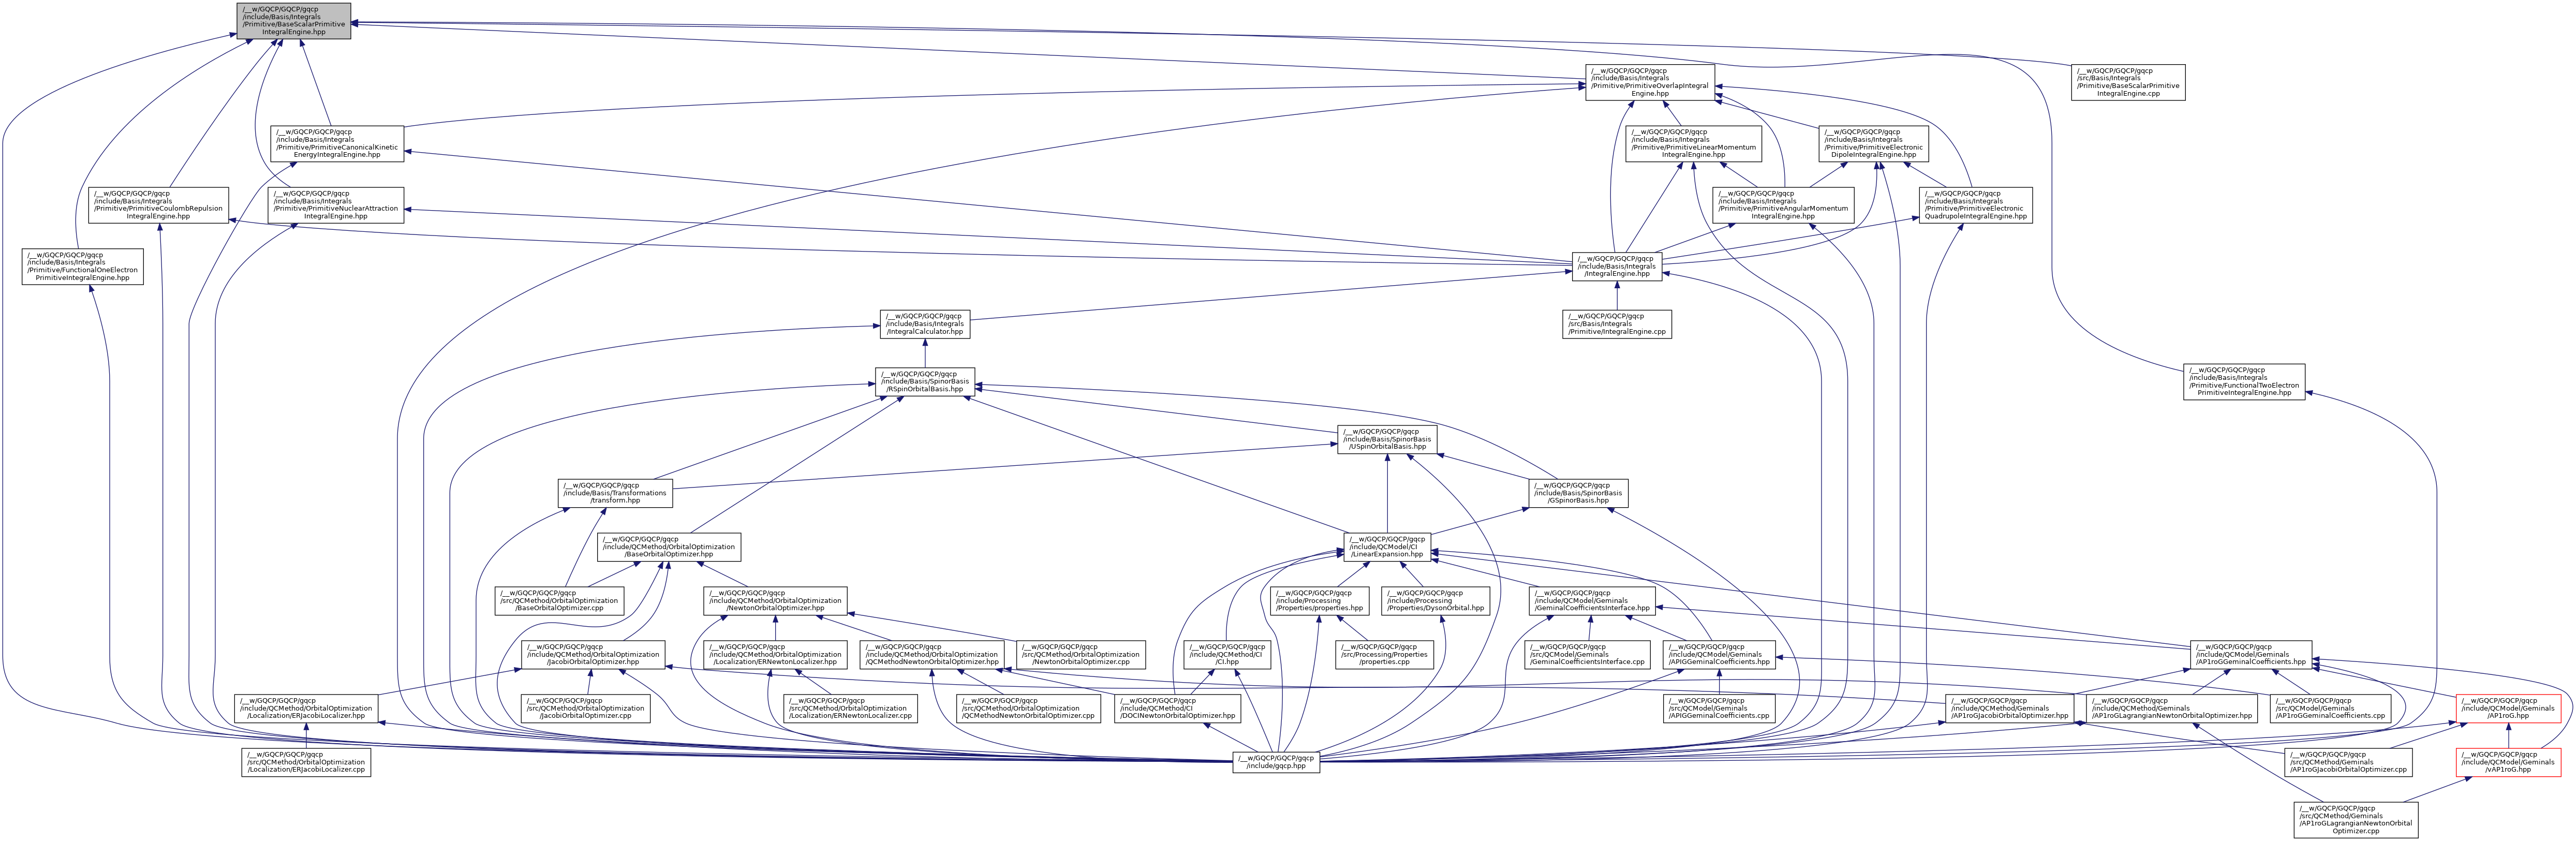 /__w/GQCP/GQCP/gqcp
/include/Basis/Integrals
/Primitive/BaseScalarPrimitive
IntegralEngine.hpp
/__w/GQCP/GQCP/gqcp
/include/Basis/Integrals
/Primitive/PrimitiveOverlapIntegral
Engine.hpp
/__w/GQCP/GQCP/gqcp
/src/Basis/Integrals
/Primitive/BaseScalarPrimitive
IntegralEngine.cpp
/__w/GQCP/GQCP/gqcp
/include/Basis/Integrals
/Primitive/PrimitiveCanonicalKinetic
EnergyIntegralEngine.hpp
/__w/GQCP/GQCP/gqcp
/include/Basis/Integrals
/Primitive/PrimitiveLinearMomentum
IntegralEngine.hpp
/__w/GQCP/GQCP/gqcp
/include/Basis/Integrals
/Primitive/PrimitiveElectronic
DipoleIntegralEngine.hpp
/__w/GQCP/GQCP/gqcp
/include/Basis/Integrals
/Primitive/PrimitiveCoulombRepulsion
IntegralEngine.hpp
/__w/GQCP/GQCP/gqcp
/include/Basis/Integrals
/Primitive/PrimitiveNuclearAttraction
IntegralEngine.hpp
/__w/GQCP/GQCP/gqcp
/include/Basis/Integrals
/Primitive/PrimitiveAngularMomentum
IntegralEngine.hpp
/__w/GQCP/GQCP/gqcp
/include/Basis/Integrals
/Primitive/PrimitiveElectronic
QuadrupoleIntegralEngine.hpp
/__w/GQCP/GQCP/gqcp
/include/Basis/Integrals
/Primitive/FunctionalOneElectron
PrimitiveIntegralEngine.hpp
/__w/GQCP/GQCP/gqcp
/include/Basis/Integrals
/IntegralEngine.hpp
/__w/GQCP/GQCP/gqcp
/include/Basis/Integrals
/IntegralCalculator.hpp
/__w/GQCP/GQCP/gqcp
/src/Basis/Integrals
/Primitive/IntegralEngine.cpp
/__w/GQCP/GQCP/gqcp
/include/Basis/SpinorBasis
/RSpinOrbitalBasis.hpp
/__w/GQCP/GQCP/gqcp
/include/Basis/Integrals
/Primitive/FunctionalTwoElectron
PrimitiveIntegralEngine.hpp
/__w/GQCP/GQCP/gqcp
/include/Basis/SpinorBasis
/USpinOrbitalBasis.hpp
/__w/GQCP/GQCP/gqcp
/include/Basis/Transformations
/transform.hpp
/__w/GQCP/GQCP/gqcp
/include/Basis/SpinorBasis
/GSpinorBasis.hpp
/__w/GQCP/GQCP/gqcp
/include/QCMethod/OrbitalOptimization
/BaseOrbitalOptimizer.hpp
/__w/GQCP/GQCP/gqcp
/include/QCModel/CI
/LinearExpansion.hpp
/__w/GQCP/GQCP/gqcp
/src/QCMethod/OrbitalOptimization
/BaseOrbitalOptimizer.cpp
/__w/GQCP/GQCP/gqcp
/include/QCMethod/OrbitalOptimization
/NewtonOrbitalOptimizer.hpp
/__w/GQCP/GQCP/gqcp
/include/Processing
/Properties/properties.hpp
/__w/GQCP/GQCP/gqcp
/include/Processing
/Properties/DysonOrbital.hpp
/__w/GQCP/GQCP/gqcp
/include/QCModel/Geminals
/GeminalCoefficientsInterface.hpp
/__w/GQCP/GQCP/gqcp
/include/QCMethod/OrbitalOptimization
/JacobiOrbitalOptimizer.hpp
/__w/GQCP/GQCP/gqcp
/include/QCMethod/OrbitalOptimization
/Localization/ERNewtonLocalizer.hpp
/__w/GQCP/GQCP/gqcp
/include/QCMethod/OrbitalOptimization
/QCMethodNewtonOrbitalOptimizer.hpp
/__w/GQCP/GQCP/gqcp
/src/QCMethod/OrbitalOptimization
/NewtonOrbitalOptimizer.cpp
/__w/GQCP/GQCP/gqcp
/include/QCMethod/CI
/CI.hpp
/__w/GQCP/GQCP/gqcp
/src/Processing/Properties
/properties.cpp
/__w/GQCP/GQCP/gqcp
/src/QCModel/Geminals
/GeminalCoefficientsInterface.cpp
/__w/GQCP/GQCP/gqcp
/include/QCModel/Geminals
/APIGGeminalCoefficients.hpp
/__w/GQCP/GQCP/gqcp
/include/QCModel/Geminals
/AP1roGGeminalCoefficients.hpp
/__w/GQCP/GQCP/gqcp
/include/QCMethod/OrbitalOptimization
/Localization/ERJacobiLocalizer.hpp
/__w/GQCP/GQCP/gqcp
/src/QCMethod/OrbitalOptimization
/JacobiOrbitalOptimizer.cpp
/__w/GQCP/GQCP/gqcp
/src/QCMethod/OrbitalOptimization
/Localization/ERNewtonLocalizer.cpp
/__w/GQCP/GQCP/gqcp
/src/QCMethod/OrbitalOptimization
/QCMethodNewtonOrbitalOptimizer.cpp
/__w/GQCP/GQCP/gqcp
/include/QCMethod/CI
/DOCINewtonOrbitalOptimizer.hpp
/__w/GQCP/GQCP/gqcp
/src/QCModel/Geminals
/APIGGeminalCoefficients.cpp
/__w/GQCP/GQCP/gqcp
/include/QCMethod/Geminals
/AP1roGJacobiOrbitalOptimizer.hpp
/__w/GQCP/GQCP/gqcp
/include/QCMethod/Geminals
/AP1roGLagrangianNewtonOrbitalOptimizer.hpp
/__w/GQCP/GQCP/gqcp
/src/QCModel/Geminals
/AP1roGGeminalCoefficients.cpp
/__w/GQCP/GQCP/gqcp
/include/QCModel/Geminals
/AP1roG.hpp
/__w/GQCP/GQCP/gqcp
/src/QCMethod/OrbitalOptimization
/Localization/ERJacobiLocalizer.cpp
/__w/GQCP/GQCP/gqcp
/include/gqcp.hpp
/__w/GQCP/GQCP/gqcp
/src/QCMethod/Geminals
/AP1roGJacobiOrbitalOptimizer.cpp
/__w/GQCP/GQCP/gqcp
/include/QCModel/Geminals
/vAP1roG.hpp
/__w/GQCP/GQCP/gqcp
/src/QCMethod/Geminals
/AP1roGLagrangianNewtonOrbital
Optimizer.cpp